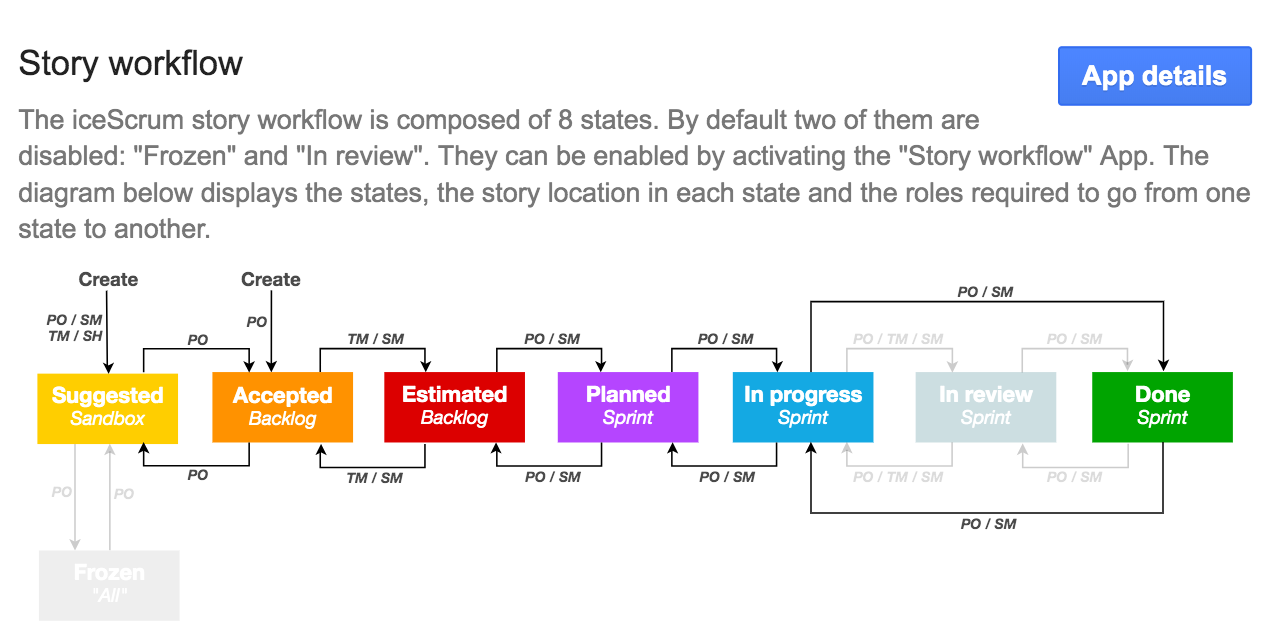 Story workflow
App details
The iceScrum story workflow is composed of 8 states. By default two of them are
disabled: "Frozen" and "In review". They can be enabled by activating the "Story workflow" App. The
diagram below displays the states, the story location in each state and the roles required to go from one
state to another.
Create
Create
PO / SM
PO / SM
TM / SH
PO
PO
TM / SM
PO / SM
PO / SM
PO / TM / SM
PO / SM
Suggested
Sandbox
Accepted
Backlog
Estimated
Backlog
Planned
Sprint
In progress
Sprint
In review
Sprint
Done
Sprint
PO
TM / SM
PO / SM
PO / SM
PO / TM / SM
PO / SM
PO
PO
PO / SM
Frozen
"All"